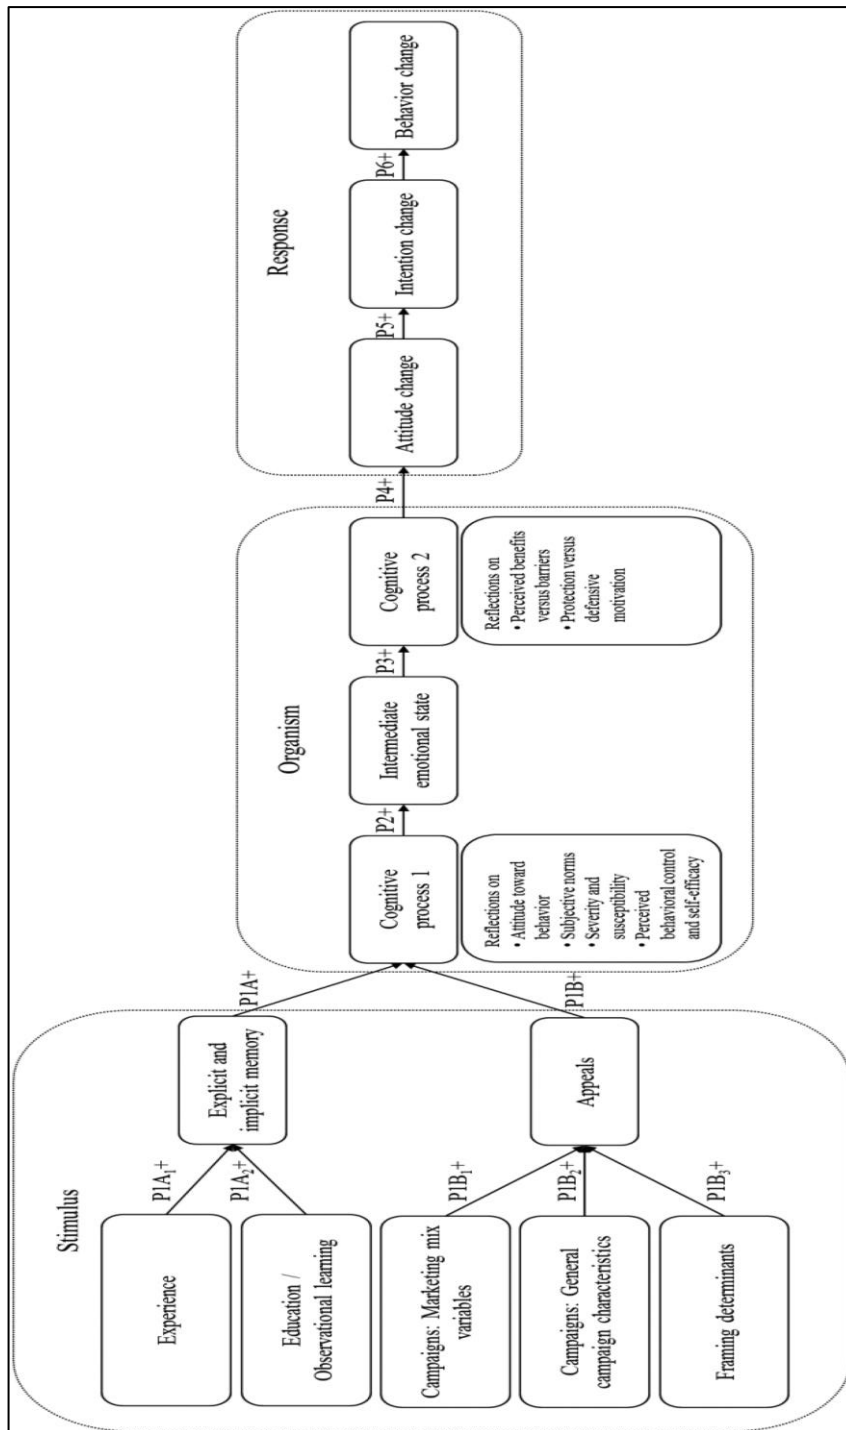 Stimulus
Experience
Education /
Observational learning
Campaigns: Marketing mix
variables
Campaigns: General
campaign characteristics
Framing determinants
P1A₁+
P1A₂+
P1B₁+
P1B₂+
P1B₃+
Explicit and
implicit memory
Appeals
P1A+
P1B+
Organism
Cognitive
process 1
Reflections on
• Attitude toward
behavior
• Subjective norms
• Severity and
susceptibility
• Perceived
behavioral control
and self-efficacy
P2+
Intermediate
emotional state
P3+
Cognitive
process 2
Reflections on
• Perceived benefits
versus barriers
• Protection versus
defensive
motivation
P4+
Response
Attitude change
P5+
Intention change
P6+
Behavior change